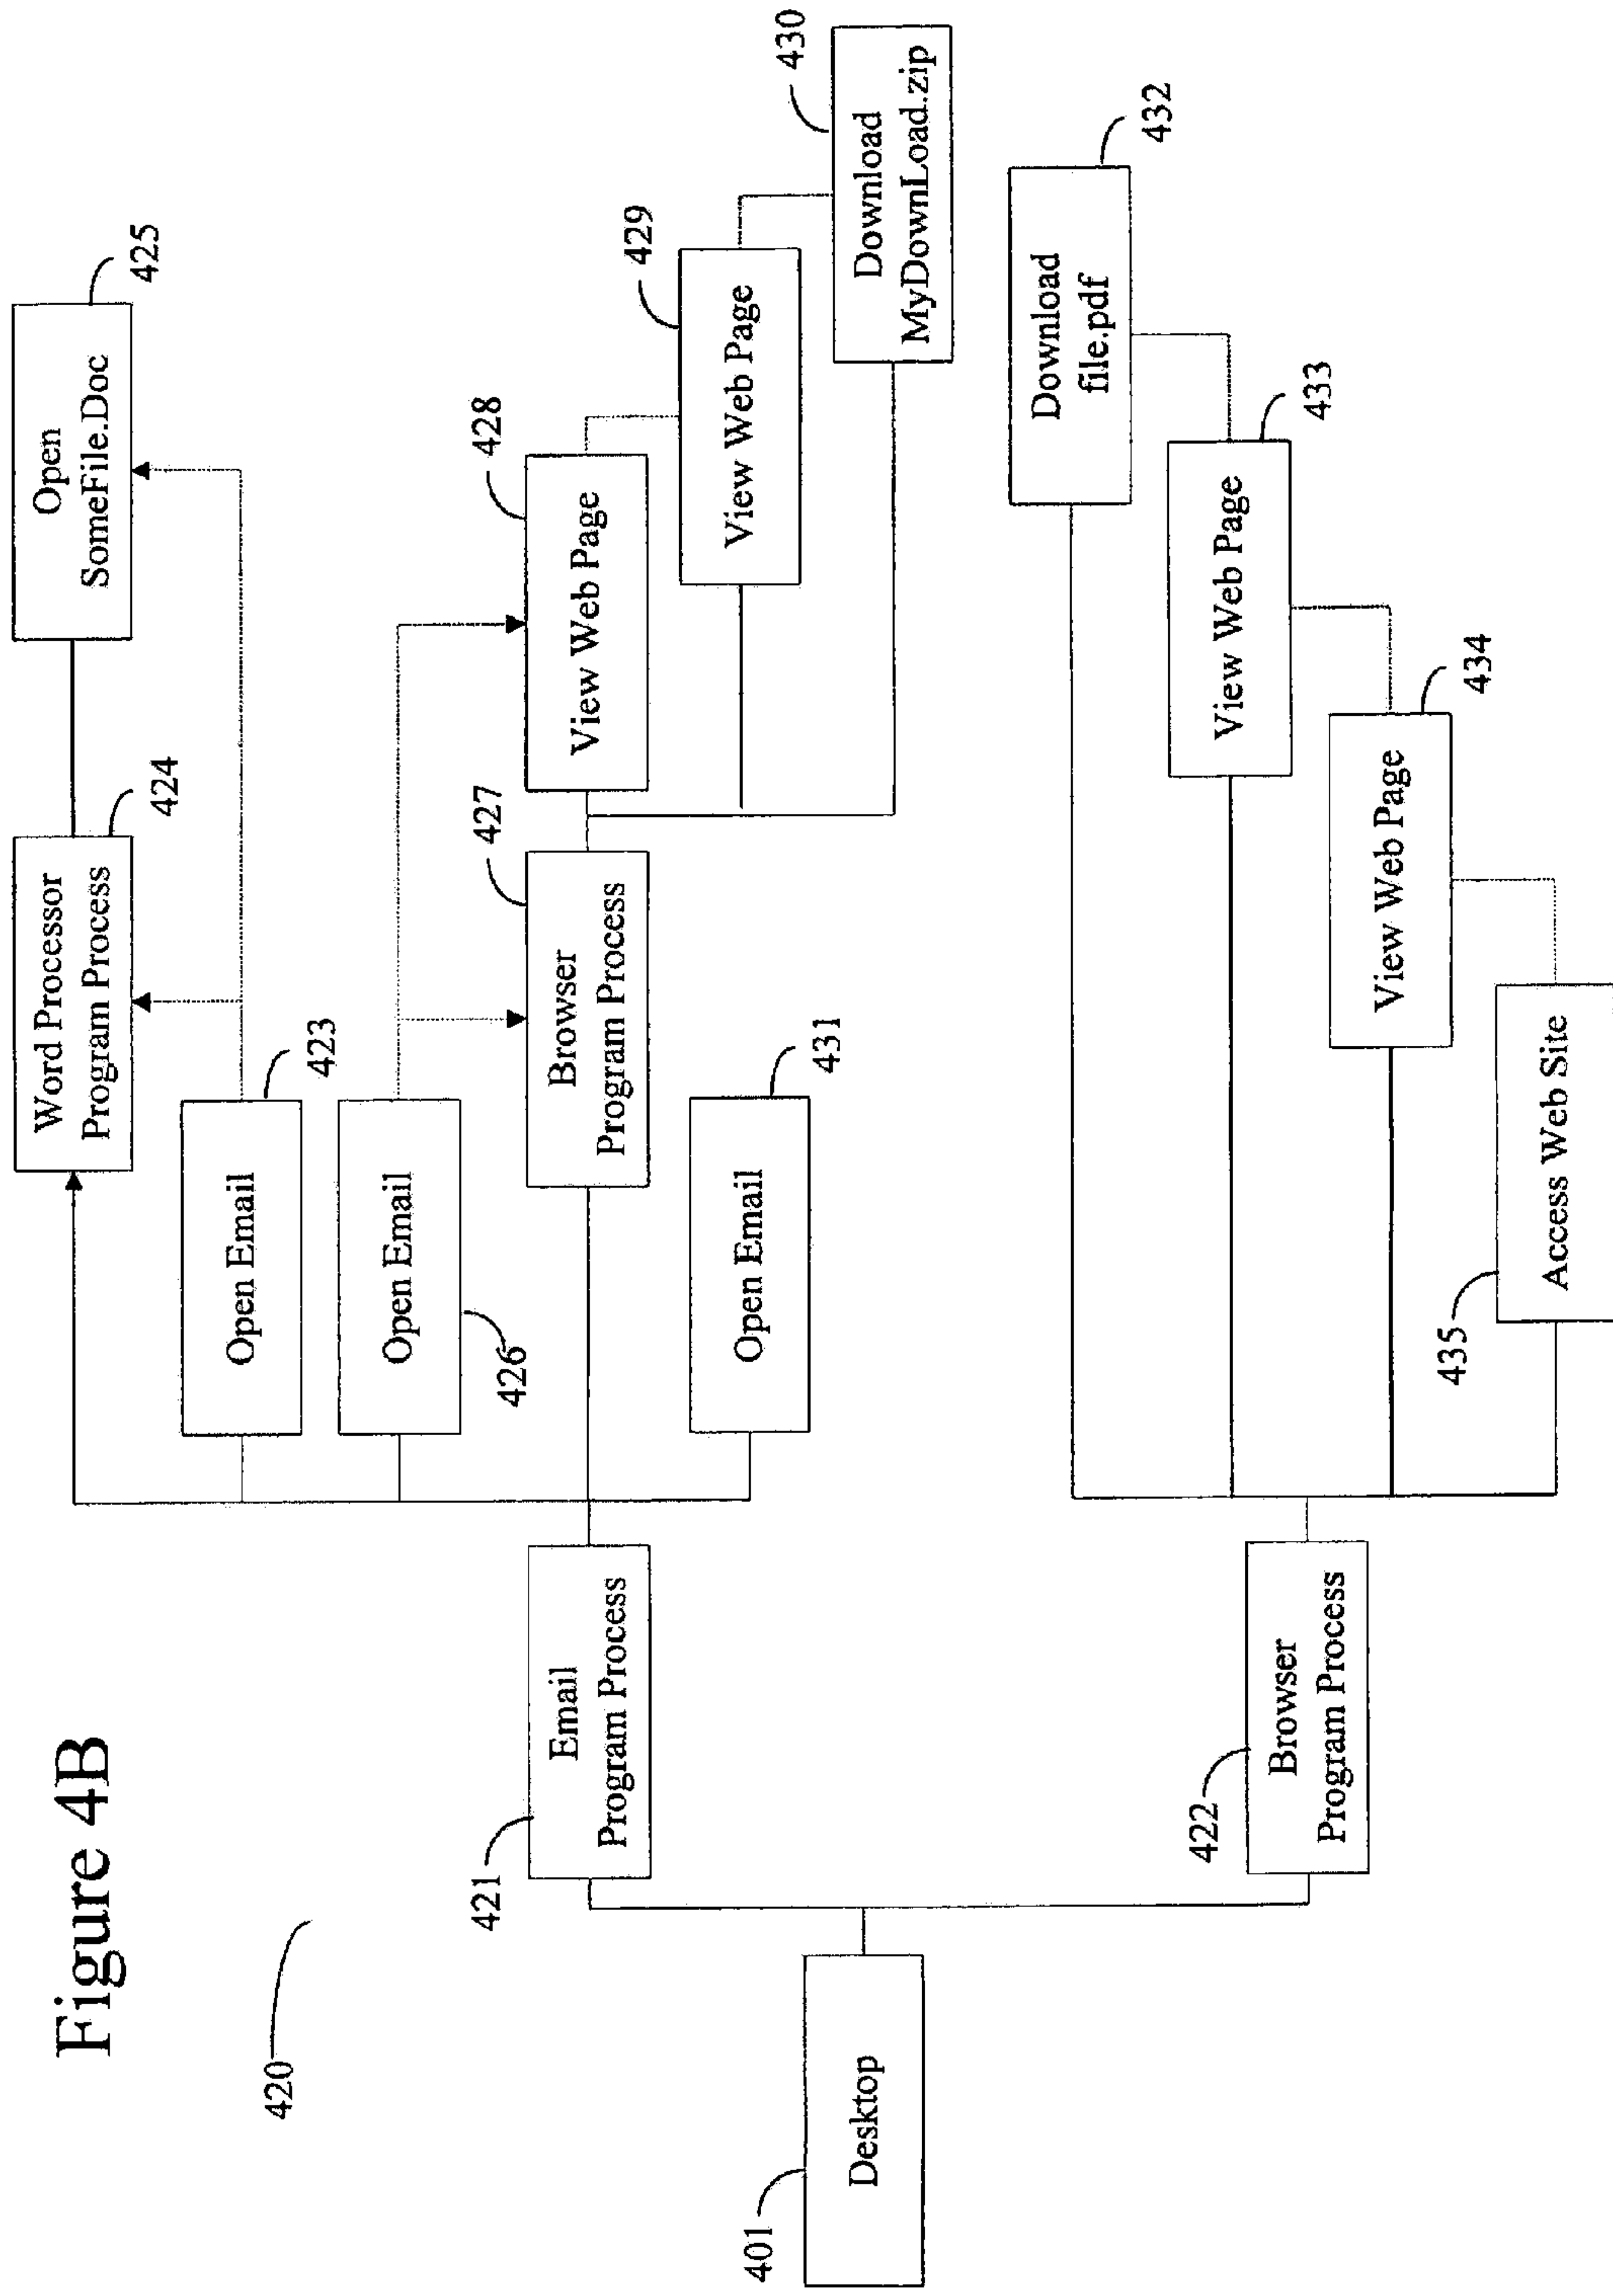 Figure 4B
420
401
Desktop
421
Email
Program Process
422
Browser
Program Process
Word Processor
Program Process
424
Open
SomeFile.Doc
425
Open Email
423
Open Email
426
Browser
Program Process
427
View Web Page
428
View Web Page
429
Download
MyDownLoad.zip
430
Open Email
431
Download
file.pdf
432
View Web Page
433
View Web Page
434
Access Web Site
435